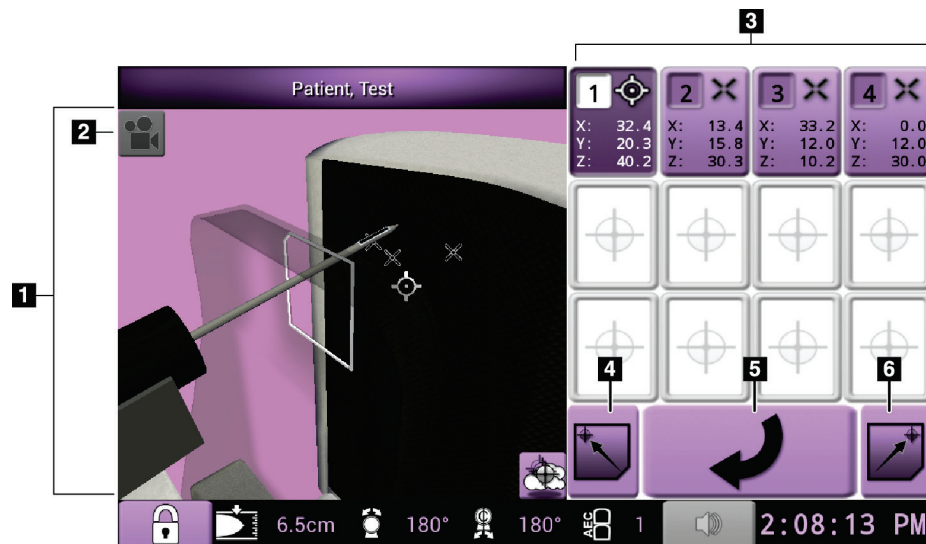 3
Patient, Test
1 2 3 4
X: 32.4 X: 13.4 X: 33.2 X: 0.0
Y: 20.3 Y: 15.8 Y: 12.0 Y: 12.0
Z: 40.2 Z: 30.3 Z: 10.2 Z: 30.0
2
1
4 5 6
6.5cm 180° C 180° AEC 1 2:08:13 PM